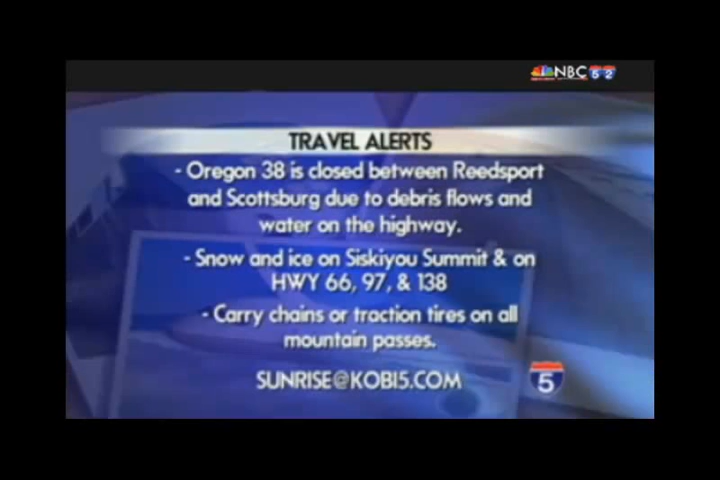 NBC 5 2
TRAVEL ALERTS
- Oregon 38 is closed between Reedsport
and Scottsburg due to debris flows and
water on the highway.
- Snow and ice on Siskiyou Summit & on
HWY 66, 97, & 138
- Carry chains or traction tires on all
mountain passes.
SUNRISE@KOBI5.COM
5